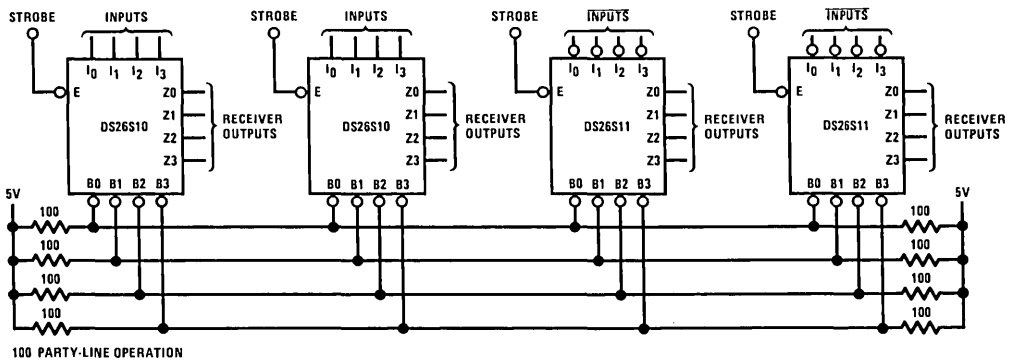 STROBE INPUTS STROBE INPUTS STROBE INPUTS STROBE INPUTS
I0 I1 I2 I3 I0 I1 I2 I3 I0 I1 I2 I3 I0 I1 I2 I3
E Z0 E Z0 E Z0 E Z0
Z1 Z1 Z1 Z1
DS26S10 RECEIVER OUTPUTS DS26S10 RECEIVER OUTPUTS DS26S11 RECEIVER OUTPUTS DS26S11 RECEIVER OUTPUTS
Z2 Z2 Z2 Z2
Z3 Z3 Z3 Z3
B0 B1 B2 B3 B0 B1 B2 B3 B0 B1 B2 B3 B0 B1 B2 B3
5V 5V
100 100
100 100
100 100
100 100
100 PARTY-LINE OPERATION